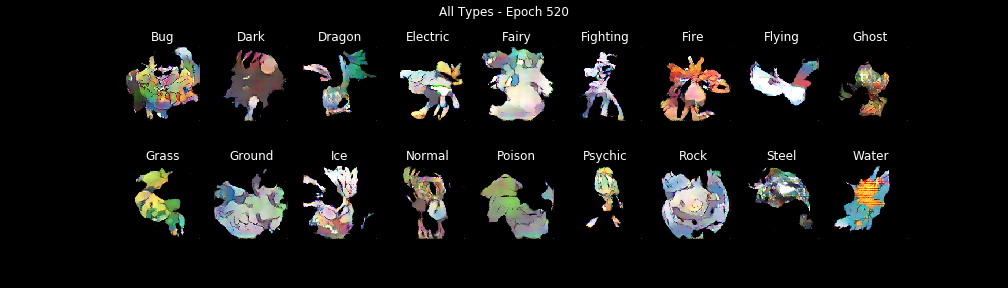 All Types - Epoch 520
Bug Dark Dragon Electric Fairy Fighting Fire Flying Ghost
Grass Ground Ice Normal Poison Psychic Rock Steel Water